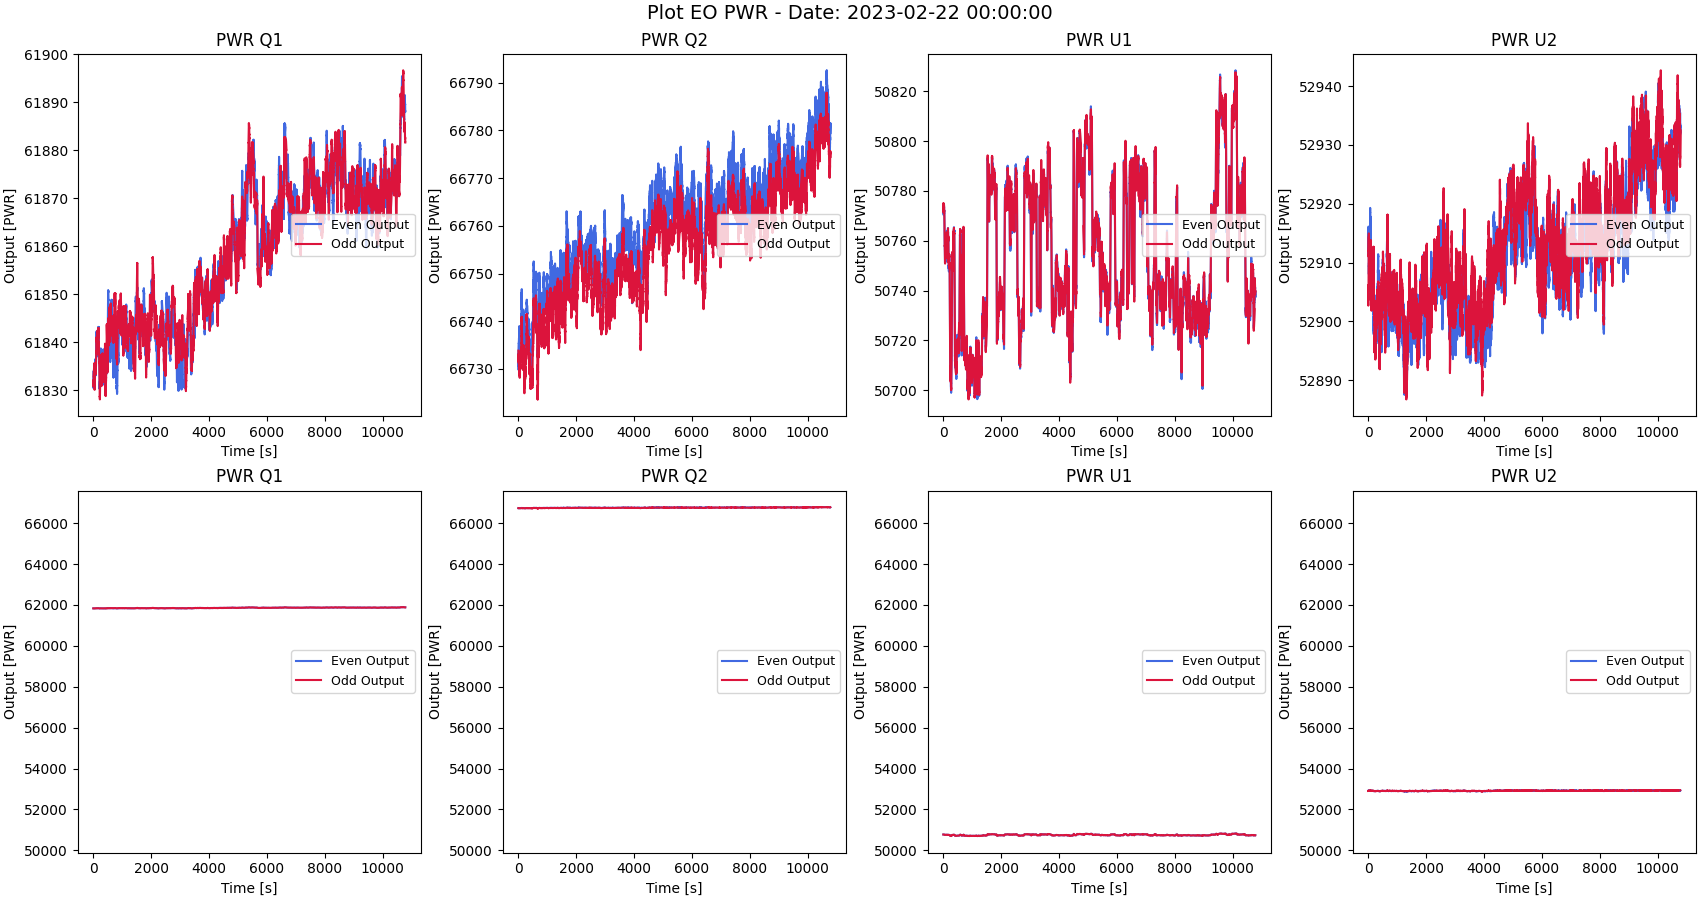 Plot EO PWR - Date: 2023-02-22 00:00:00
PWR Q1
61900
61890
61880
61870
61860
61850
61840
61830
Output [PWR]
0 2000 4000 6000 8000 10000
Time [s]
Even Output
Odd Output
PWR Q2
66790
66780
66770
66760
66750
66740
66730
Output [PWR]
0 2000 4000 6000 8000 10000
Time [s]
Even Output
Odd Output
PWR U1
50820
50800
50780
50760
50740
50720
50700
Output [PWR]
0 2000 4000 6000 8000 10000
Time [s]
Even Output
Odd Output
PWR U2
52940
52930
52920
52910
52900
52890
Output [PWR]
0 2000 4000 6000 8000 10000
Time [s]
Even Output
Odd Output
PWR Q1
66000
64000
62000
60000
58000
56000
54000
52000
50000
Output [PWR]
0 2000 4000 6000 8000 10000
Time [s]
Even Output
Odd Output
PWR Q2
66000
64000
62000
60000
58000
56000
54000
52000
50000
Output [PWR]
0 2000 4000 6000 8000 10000
Time [s]
Even Output
Odd Output
PWR U1
66000
64000
62000
60000
58000
56000
54000
52000
50000
Output [PWR]
0 2000 4000 6000 8000 10000
Time [s]
Even Output
Odd Output
PWR U2
66000
64000
62000
60000
58000
56000
54000
52000
50000
Output [PWR]
0 2000 4000 6000 8000 10000
Time [s]
Even Output
Odd Output